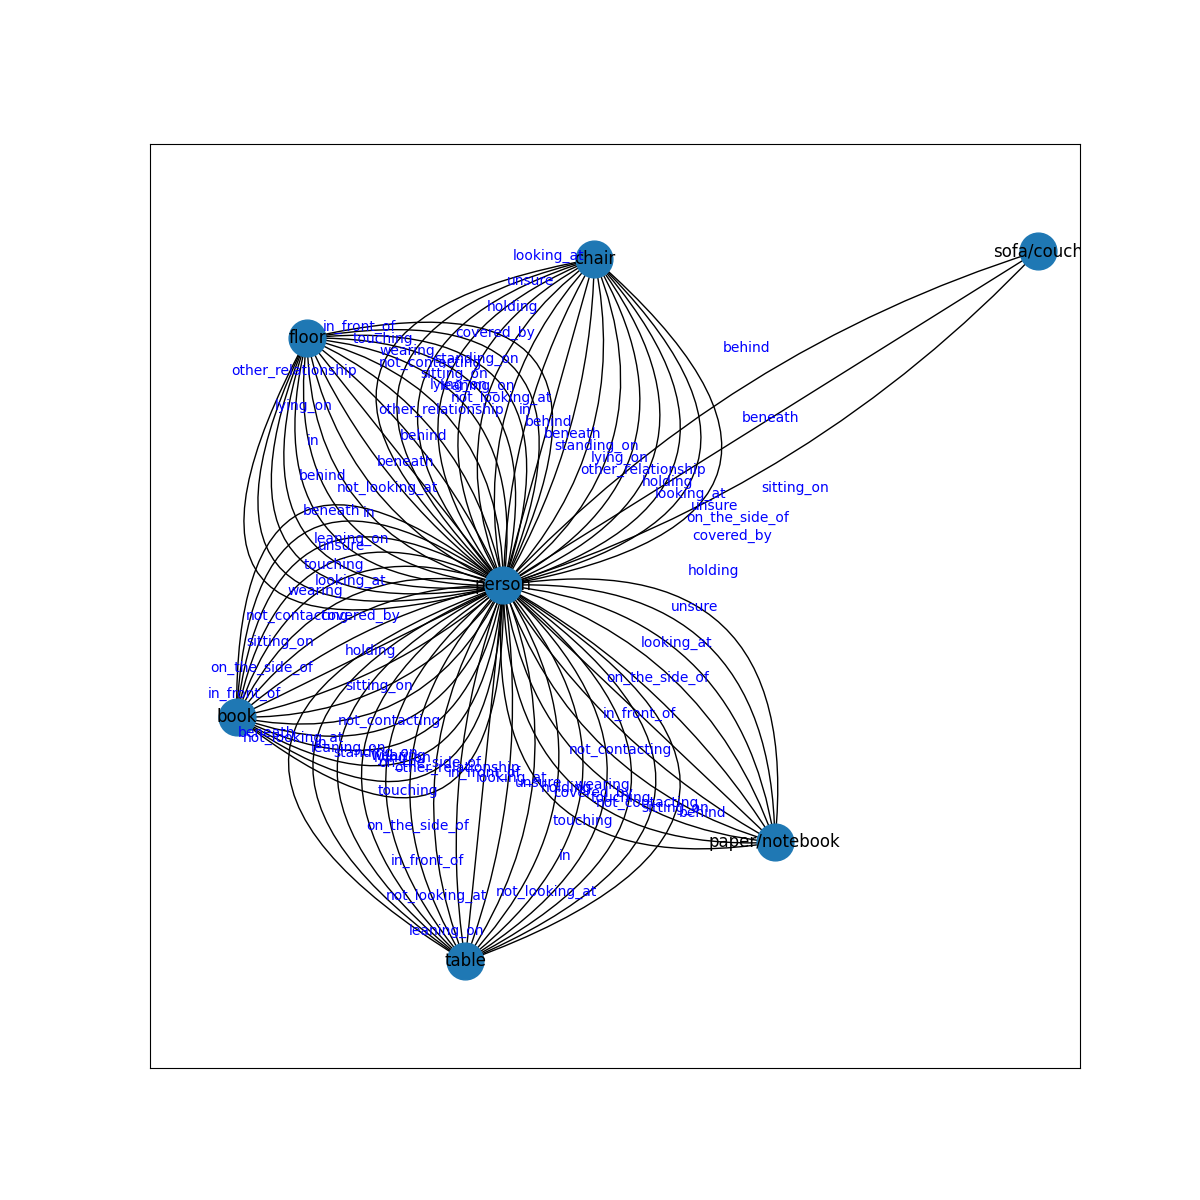 sofa/couch
looking_at
chair
unsure
holding
in_front_of
covered_by
floor
touching
behind
wearing
standing_on
not_contacting
other_relationship
sitting_on
lying_on
leaning_on
not_looking_at
lying_on
other_relationship
in
beneath
behind
in
behind
beneath
standing_on
lying_on
beneath
other_relationship
behind
holding
not_looking_at
looking_at
sitting_on
unsure
beneath
in
on_the_side_of
leaning_on
covered_by
unsure
touching
holding
looking_at
person
wearing
unsure
not_contacting
covered_by
sitting_on
looking_at
holding
on_the_side_of
on_the_side_of
sitting_on
in_front_of
book
in_front_of
not_contacting
beneath
not_looking_at
in
leaning_on
not_contacting
standing_on
on_the_side_of
other_relationship
in_front_of
looking_at
unsure
wearing
holding
covered_by
touching
touching
not_contacting
sitting_on
behind
on_the_side_of
touching
paper/notebook
in_front_of
in
not_looking_at
not_looking_at
leaning_on
table